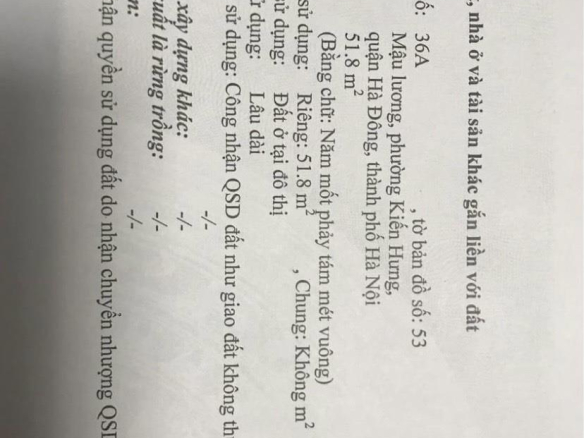 , nhà ở và tài sản khác gắn liền với đất
ố: 36A , tờ bản đồ số: 53
Mậu lương, phường Kiến Hưng,
quận Hà Đông, thành phố Hà Nội
51.8 m²
(Bằng chữ: Năm mốt phảy tám mét vuông)
sử dụng: Riêng: 51.8 m² , Chung: Không m²
sử dụng: Đất ở tại đô thị
ử dụng: Lâu dài
sử dụng: Công nhận QSD đất như giao đất không th
-/-
xây dựng khác: -/-
uất là rừng trồng: -/-
m: -/-
hận quyền sử dụng đất do nhận chuyển nhượng QSD